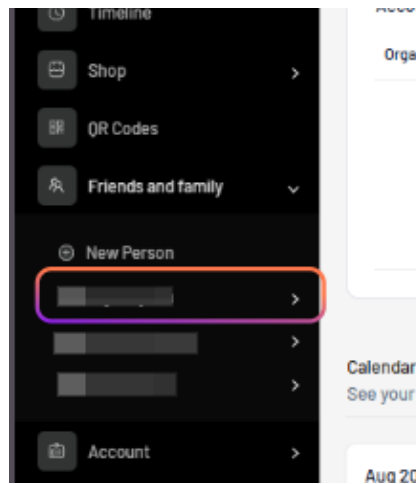 Timeline
Shop
QR Codes
Friends and family
New Person
Account
Orga
Calendar
See your
Aug 20